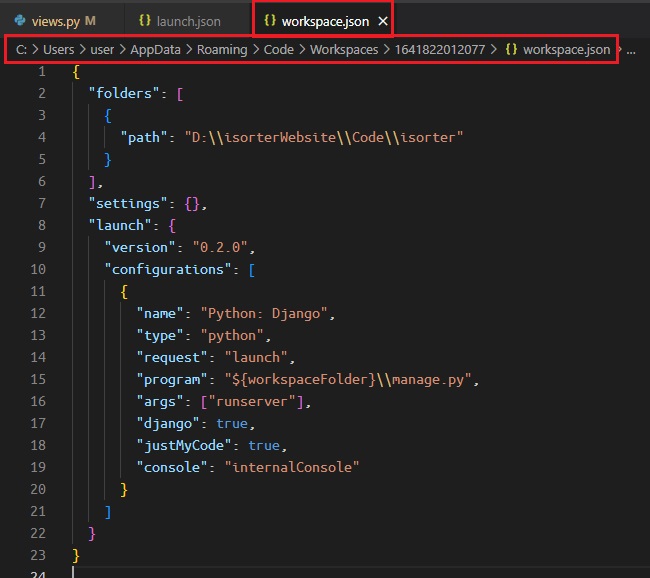 views.py M launch.json workspace.json
C: > Users > user > AppData > Roaming > Code > Workspaces > 1641822012077 > {} workspace.json > ...
1 {
2 "folders": [
3 {
4 "path": "D:\\isorterWebsite\\Code\\isorter"
5 }
6 ],
7 "settings": {},
8 "launch": {
9 "version": "0.2.0",
10 "configurations": [
11 {
12 "name": "Python: Django",
13 "type": "python",
14 "request": "launch",
15 "program": "${workspaceFolder}\\manage.py",
16 "args": ["runserver"],
17 "django": true,
18 "justMyCode": true,
19 "console": "internalConsole"
20 }
21 ]
22 }
23 }
24